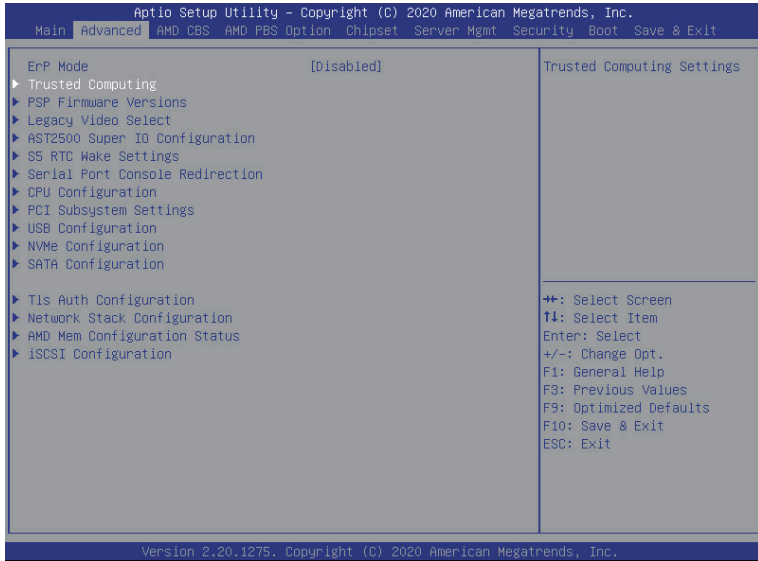 Aptio Setup Utility – Copyright (C) 2020 American Megatrends, Inc.
Main Advanced AMD CBS AMD PBS Option Chipset Server Mgmt Security Boot Save & Exit
ErP Mode [Disabled]
▶ Trusted Computing
▶ PSP Firmware Versions
▶ Legacy Video Select
▶ AST2500 Super IO Configuration
▶ S5 RTC Wake Settings
▶ Serial Port Console Redirection
▶ CPU Configuration
▶ PCI Subsystem Settings
▶ USB Configuration
▶ NVMe Configuration
▶ SATA Configuration
▶ Tls Auth Configuration
▶ Network Stack Configuration
▶ AMD Mem Configuration Status
▶ iSCSI Configuration
Trusted Computing Settings
→←: Select Screen
↑↓: Select Item
Enter: Select
+/-: Change Opt.
F1: General Help
F3: Previous Values
F9: Optimized Defaults
F10: Save & Exit
ESC: Exit
Version 2.20.1275. Copyright (C) 2020 American Megatrends, Inc.